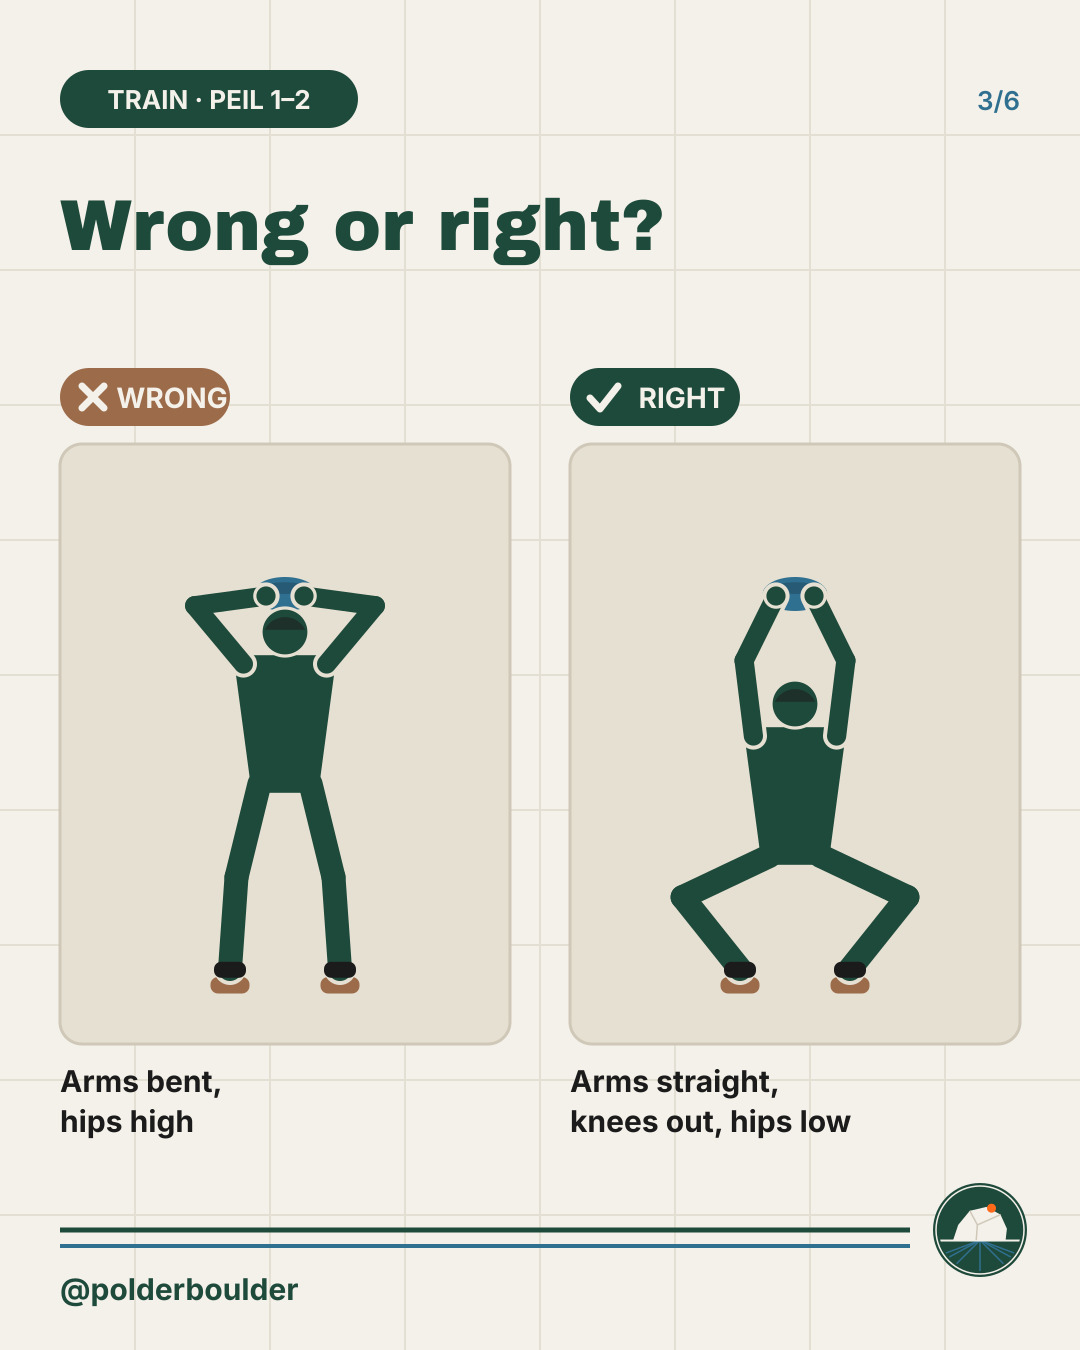 TRAIN · PEIL 1–2
3/6
Wrong or right?
WRONG
RIGHT
Arms bent,
hips high
Arms straight,
knees out, hips low
@polderboulder